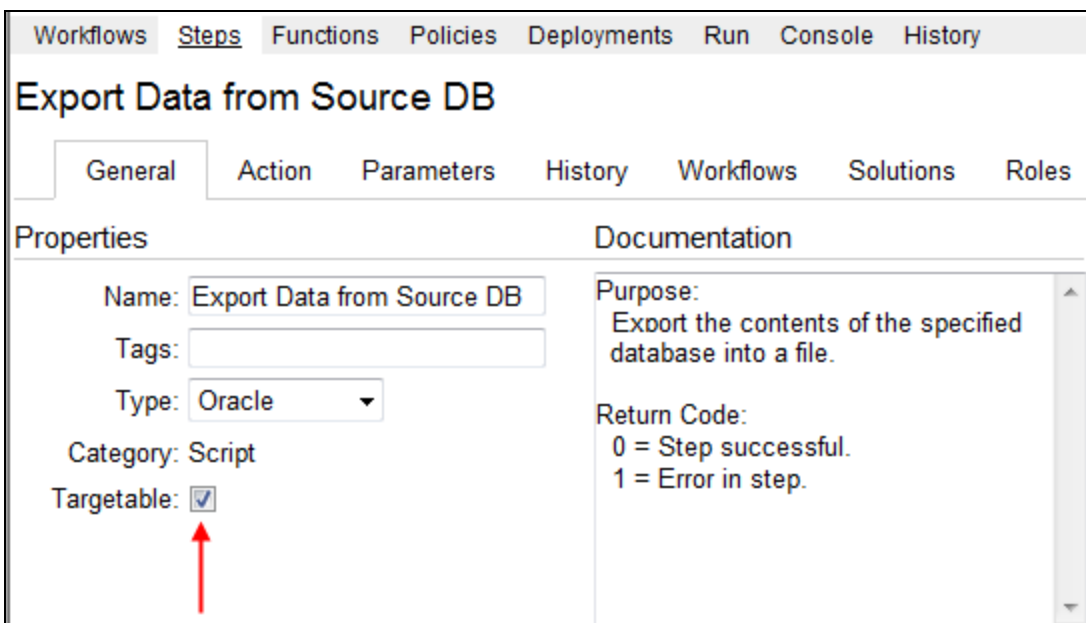 Workflows Steps Functions Policies Deployments Run Console History
Export Data from Source DB
General Action Parameters History Workflows Solutions Roles
Properties
Name: Export Data from Source DB
Tags:
Type: Oracle
Category: Script
Targetable:
Documentation
Purpose:
Export the contents of the specified
database into a file.
Return Code:
0 = Step successful.
1 = Error in step.